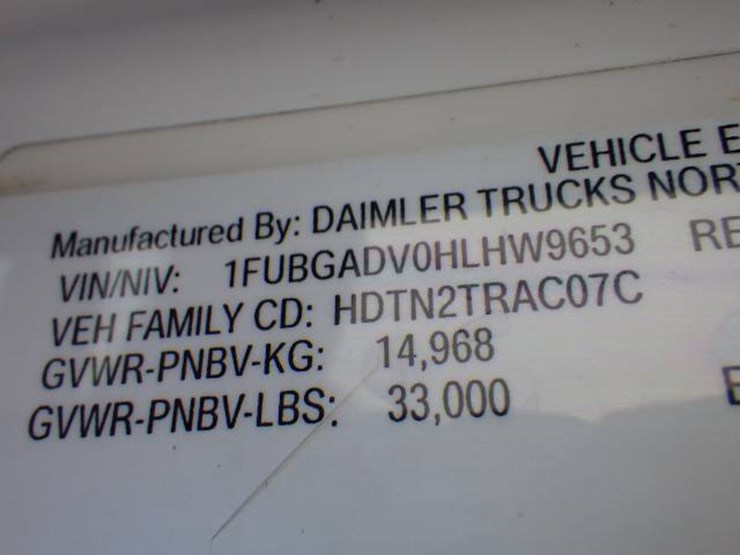 VEHICLE E
Manufactured By: DAIMLER TRUCKS NOR
VIN/NIV: 1FUBGADV0HLHW9653 RE
VEH FAMILY CD: HDTN2TRAC07C
GVWR-PNBV-KG: 14,968
GVWR-PNBV-LBS: 33,000